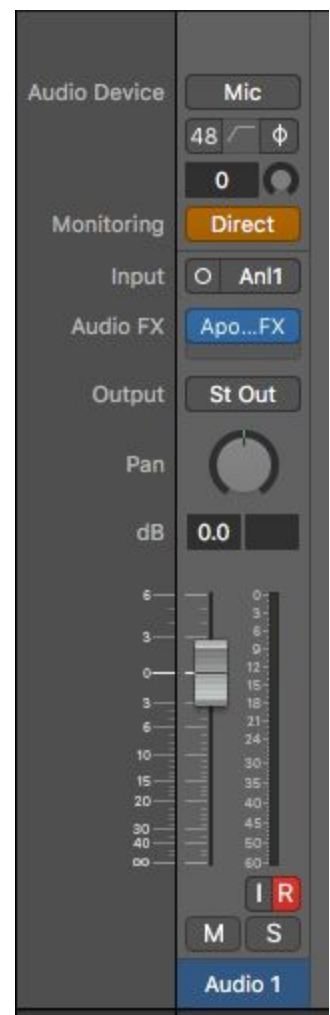 Audio Device Mic
48 ϕ
0
Monitoring Direct
Input Anl1
Audio FX Apo...FX
Output St Out
Pan
dB 0.0
6 0
3 3
6
0 9
12
15
3 18
6 21
24
10 30
15 35
20 40
30 45
40 50
∞ 60
I R
M S
Audio 1